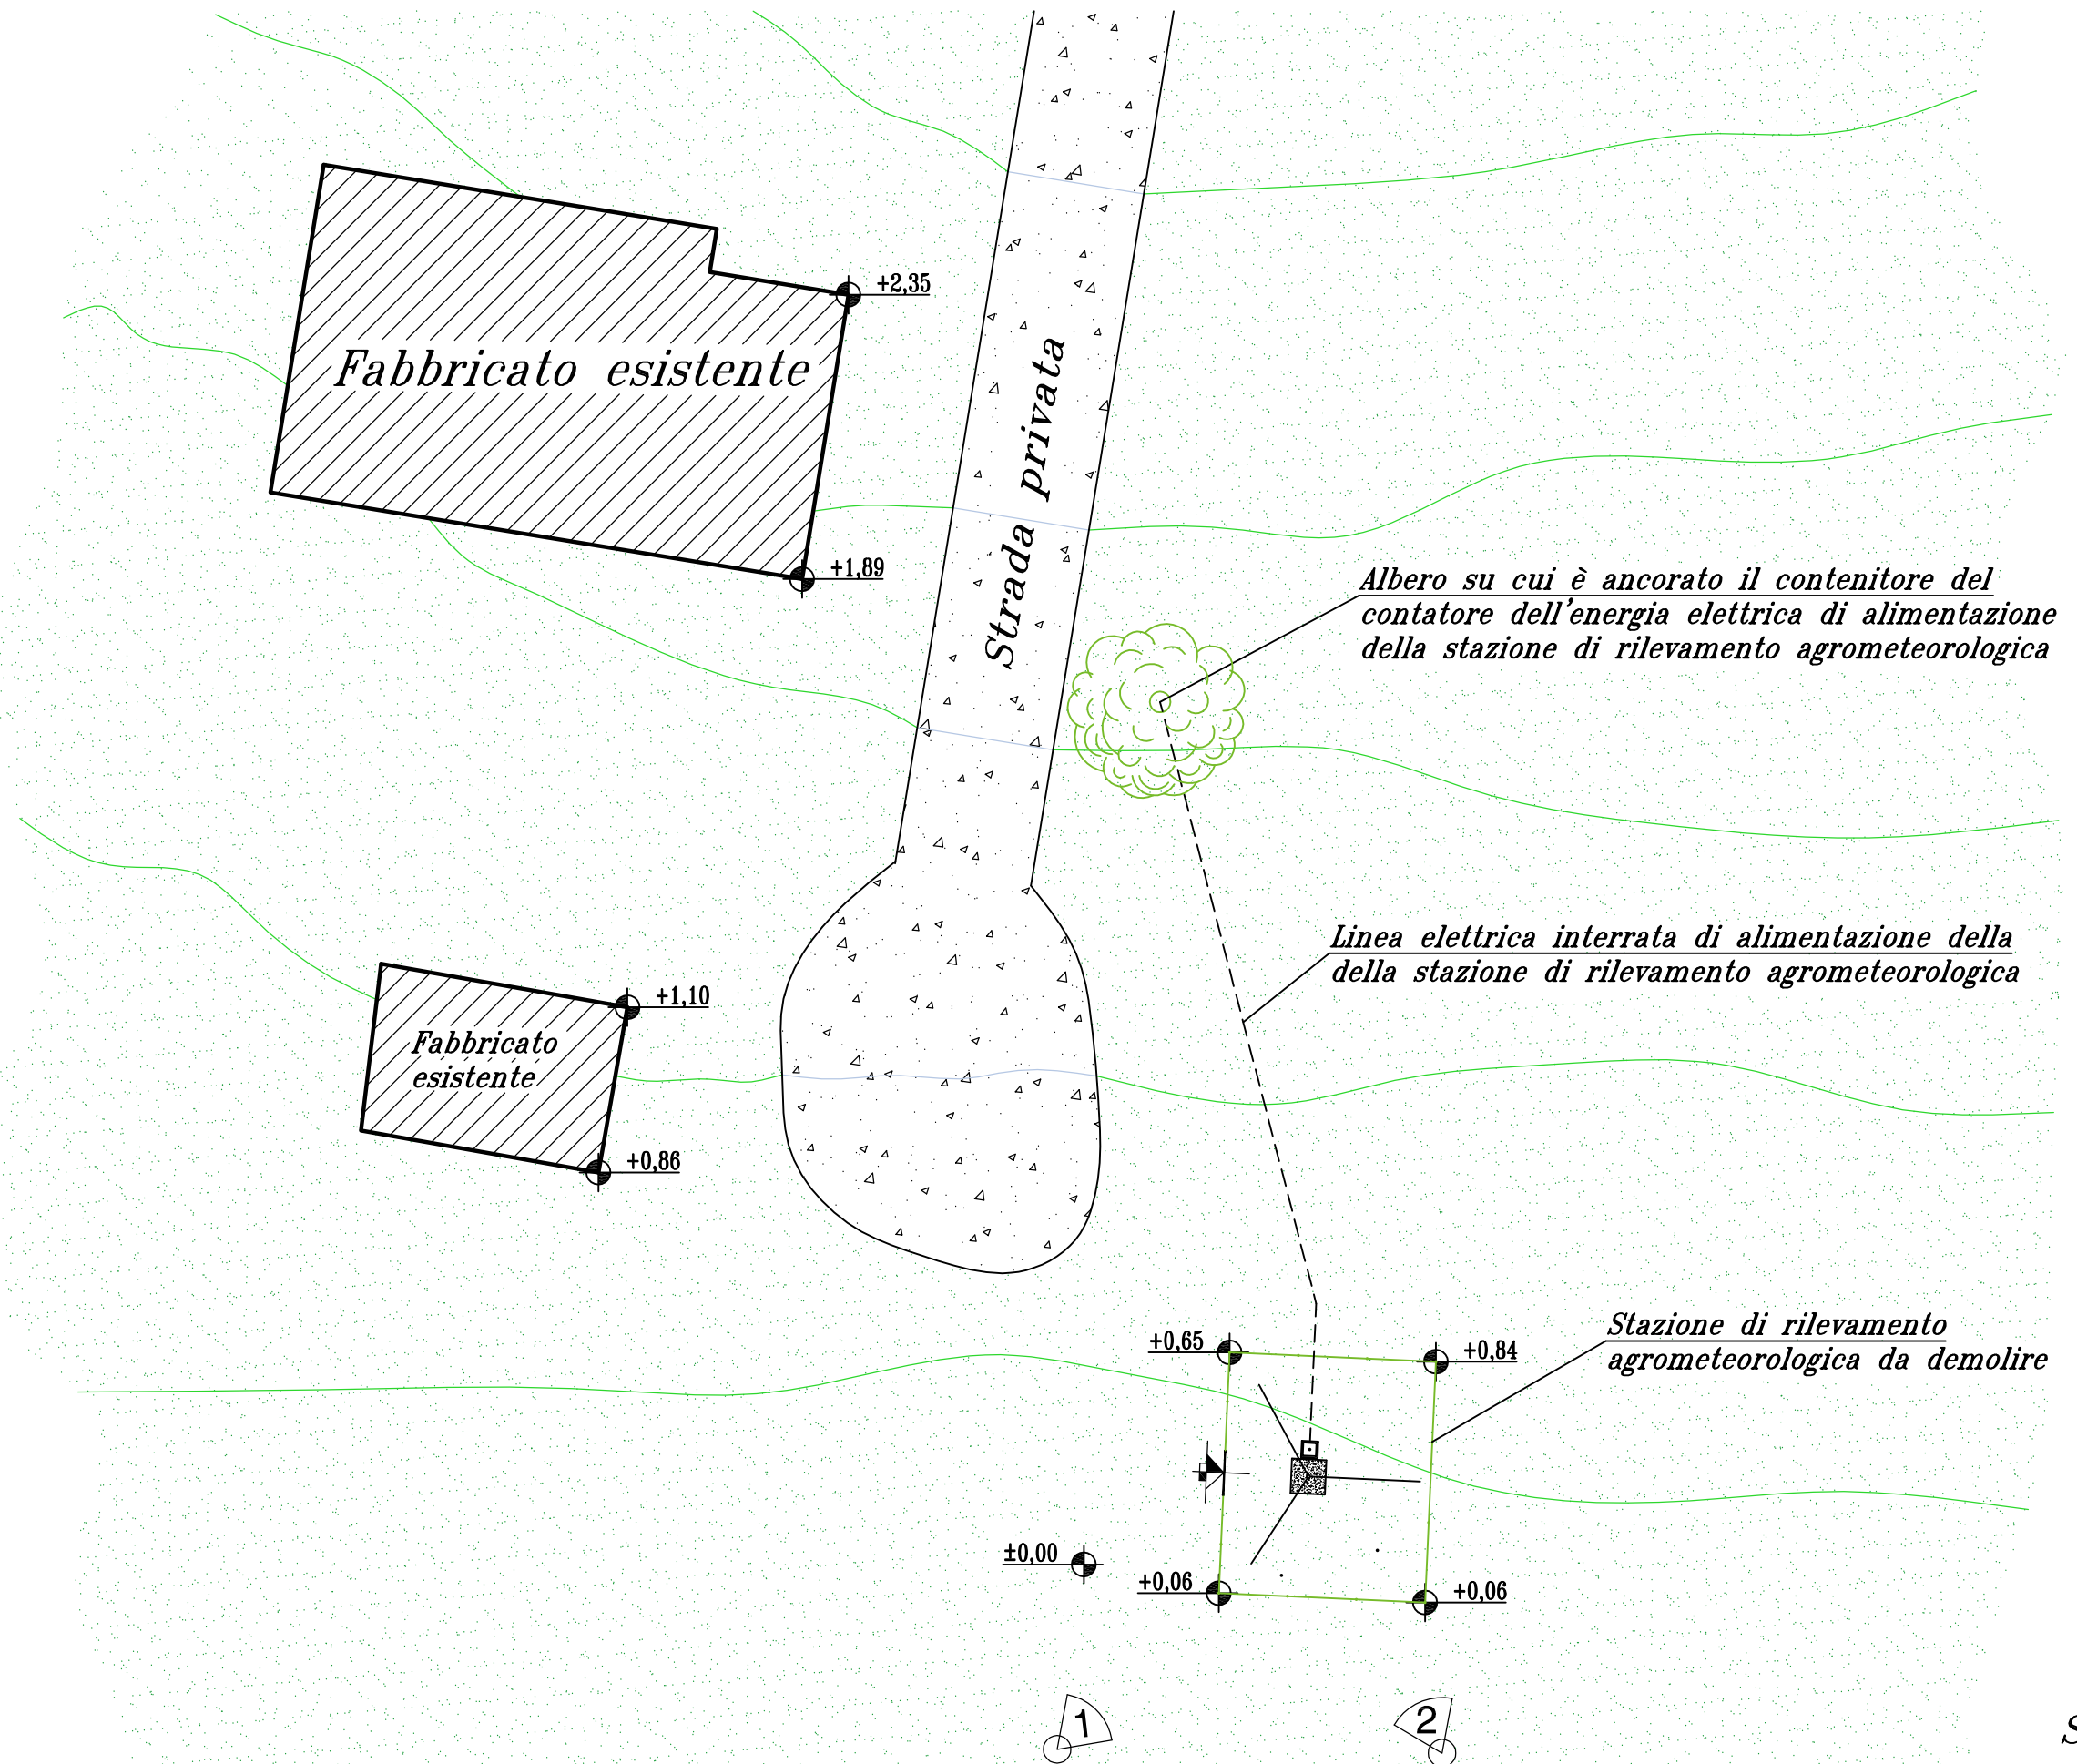 +2,35
Fabbricato esistente
Strada privata
+1,89
Albero su cui è ancorato il contenitore del
contatore dell'energia elettrica di alimentazione
della stazione di rilevamento agrometeorologica
Linea elettrica interrata di alimentazione della
della stazione di rilevamento agrometeorologica
+1,10
Fabbricato
esistente
+0,86
Stazione di rilevamento
agrometeorologica da demolire
+0,65
+0,84
±0,00
+0,06
+0,06
1
2
S